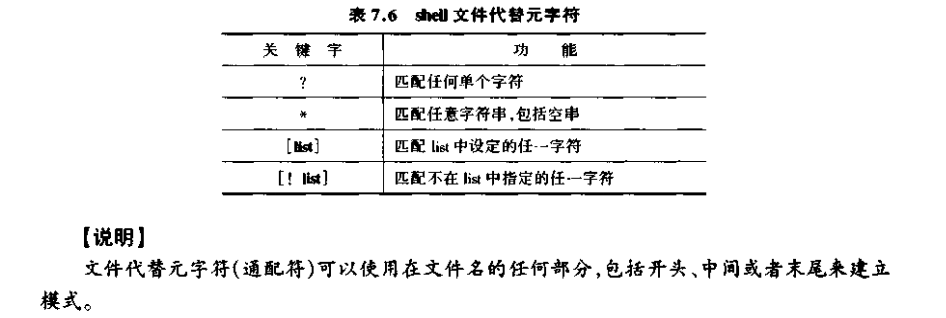 表 7.6 shell 文件代替元字符
关 键 字 功 能
? 匹配任何单个字符
* 匹配任意字符串,包括空串
[list] 匹配 list 中设定的任一字符
[! list] 匹配不在 list 中指定的任一字符
【说明】
文件代替元字符(通配符)可以使用在文件名的任何部分,包括开头、中间或者末尾来建立
模式。